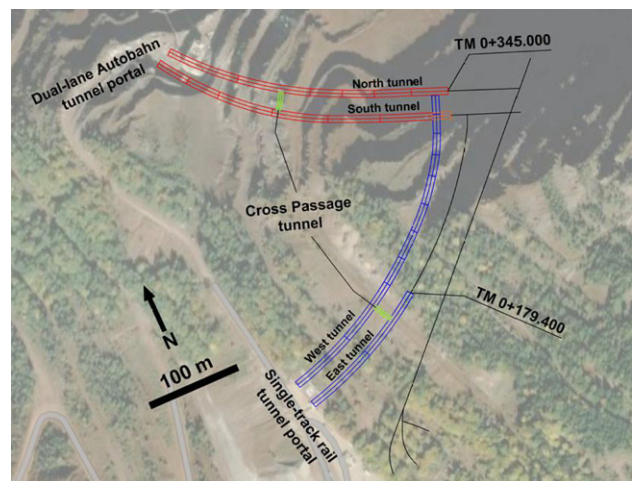 TM 0+345.000
Dual-lane Autobahn
tunnel portal
North tunnel
South tunnel
Cross Passage
tunnel
TM 0+179.400
N
100 m
West tunnel
East tunnel
Single-track rail
tunnel portal